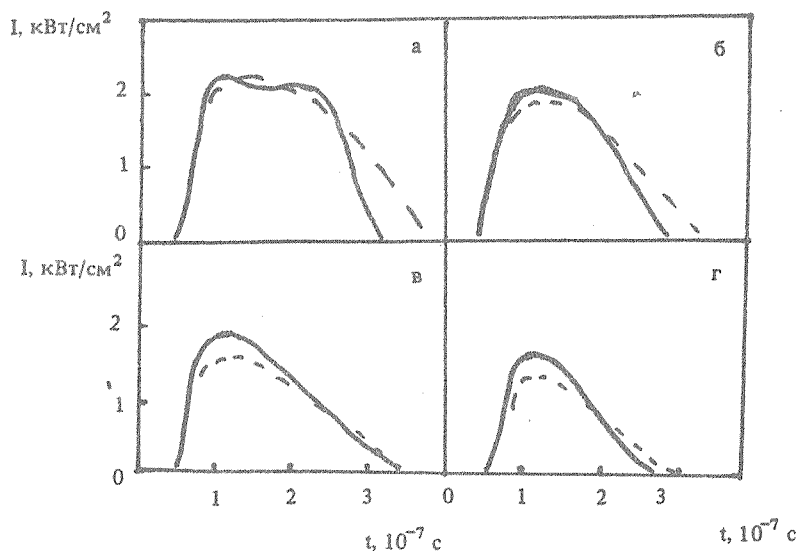 I, кВт/см²
а
б
2
1
0
I, кВт/см²
в
г
2
1
0
1 2 3 0 1 2 3
t, 10⁻⁷ с
t, 10⁻⁷ с